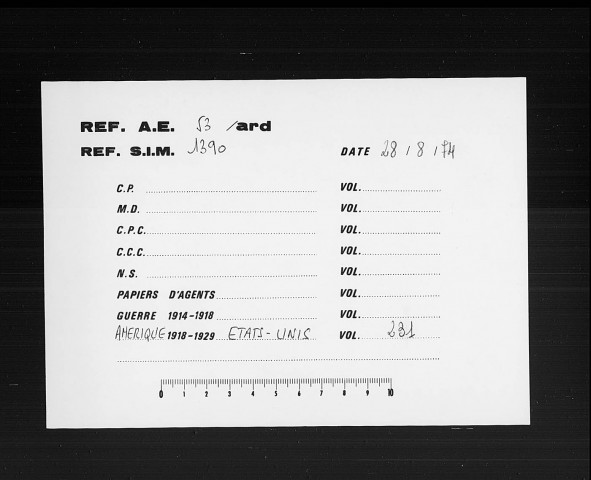 REF. A.E. 53 /ard
REF. S.I.M. 1390 DATE 28 / 8 / 74
C.P. VOL.
M.D. VOL.
C.P.C. VOL.
C.C.C. VOL.
N.S. VOL.
PAPIERS D'AGENTS VOL.
GUERRE 1914-1918 VOL.
AMERIQUE 1918-1929 ETATS-UNIS VOL. 231
0 1 2 3 4 5 6 7 8 9 10